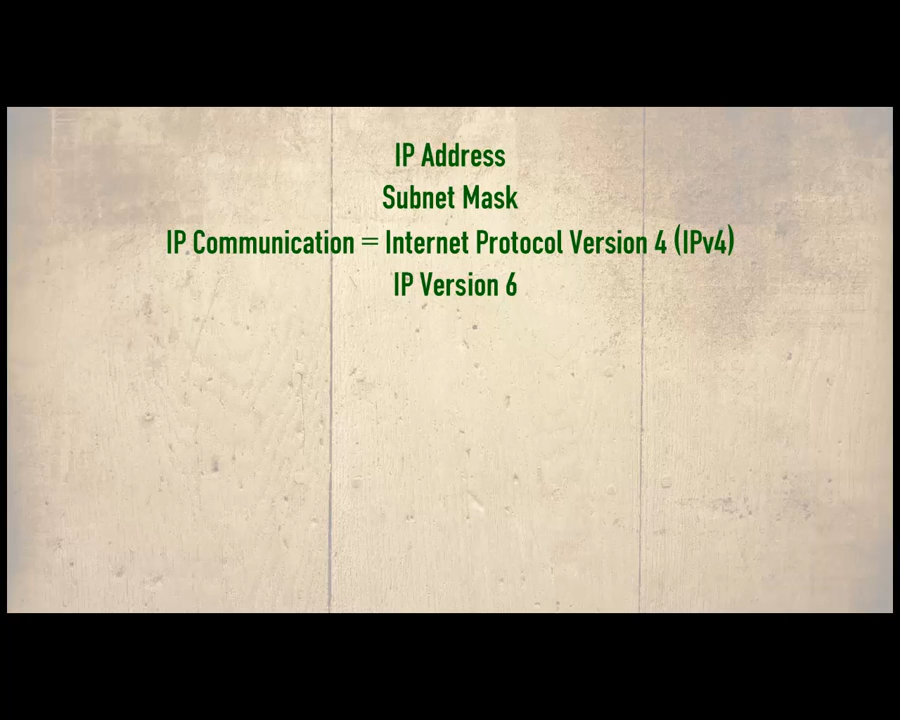 IP Address
Subnet Mask
IP Communication = Internet Protocol Version 4 (IPv4)
IP Version 6